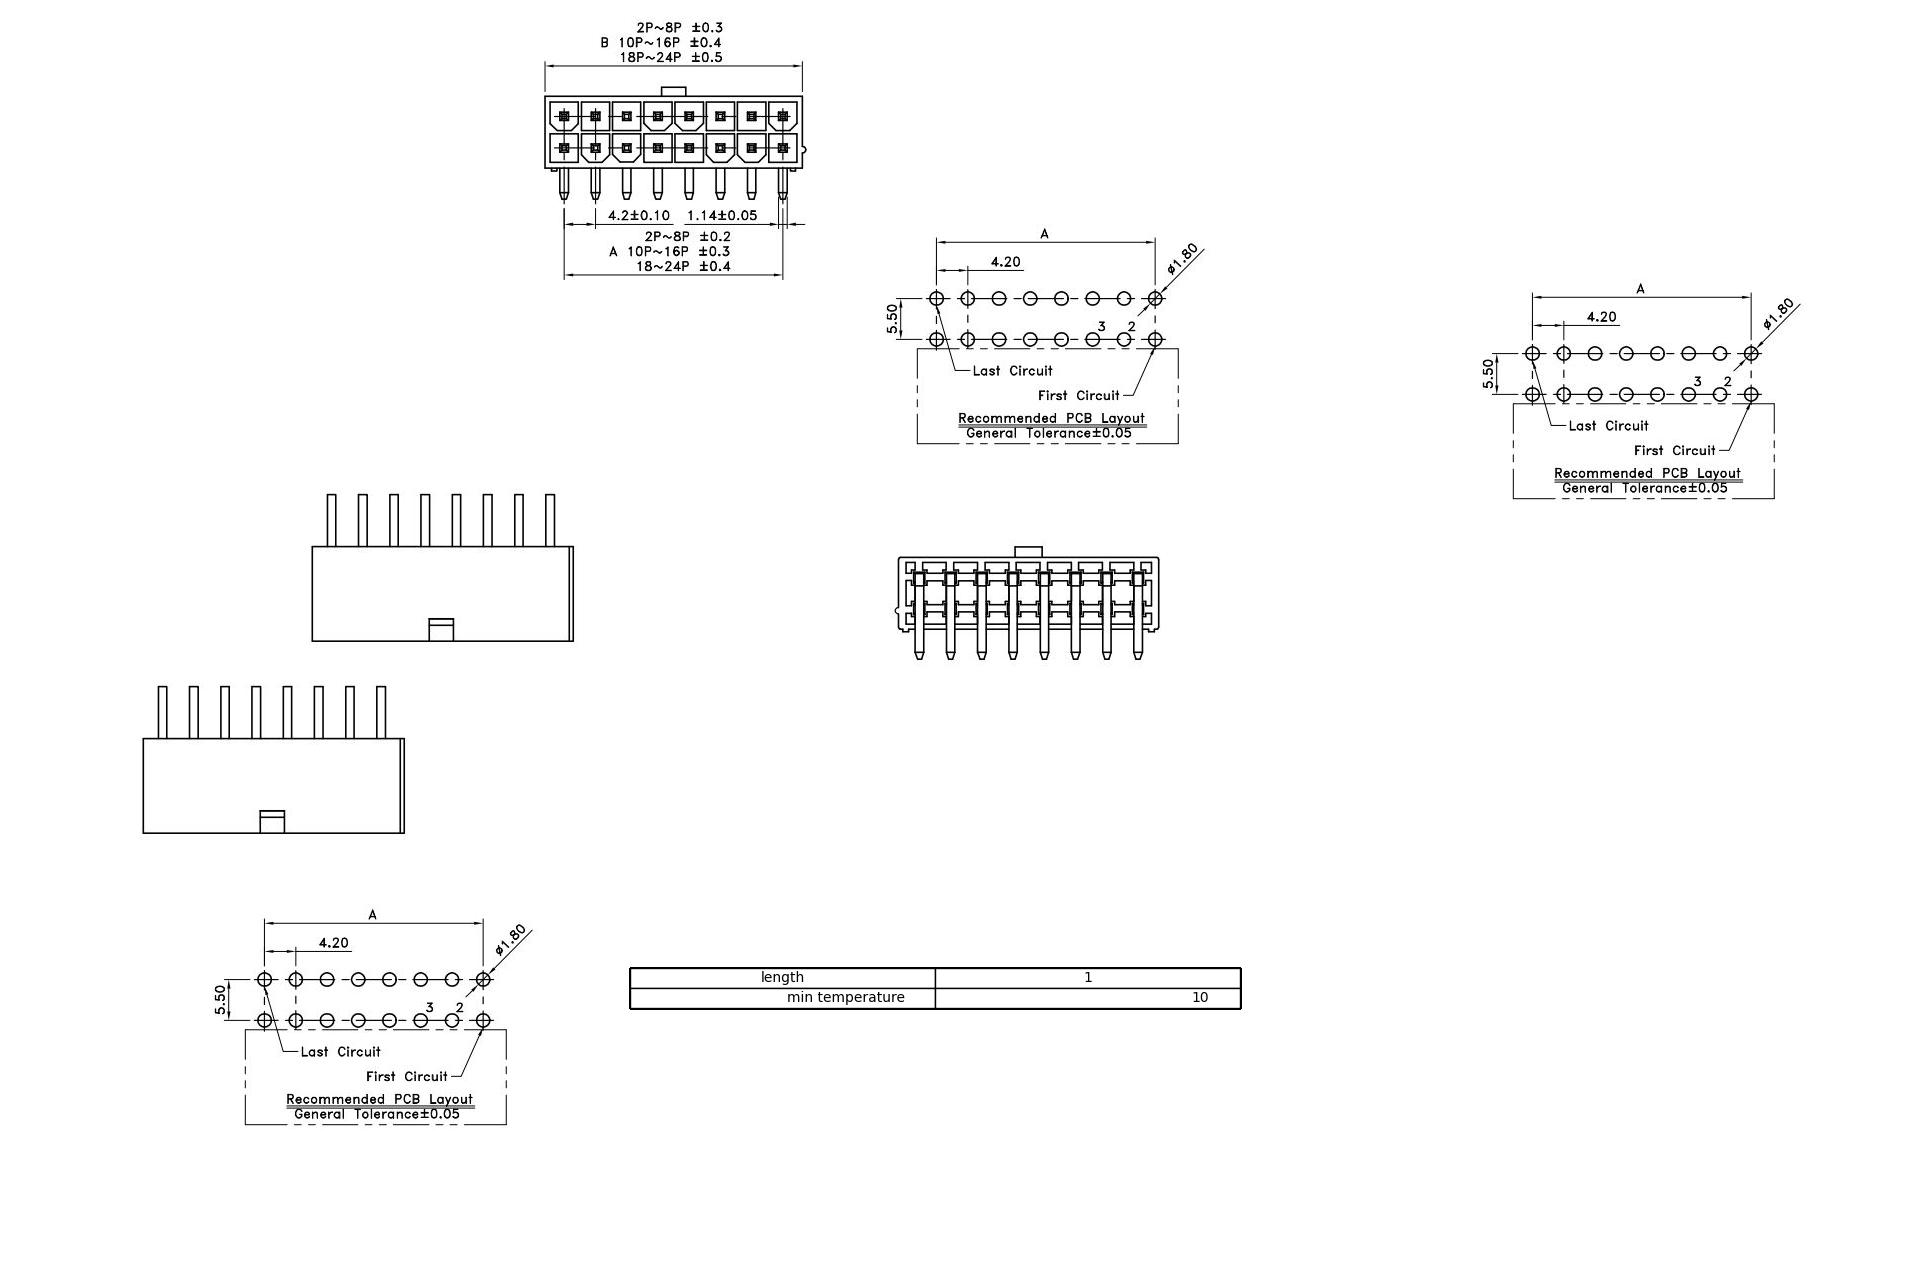 2P~8P ±0.3
B 10P~16P ±0.4
18P~24P ±0.5
4.2±0.10 1.14±0.05
2P~8P ±0.2
A 10P~16P ±0.3
18~24P ±0.4
A
4.20
ø1.80
5.50
3 2
Last Circuit
First Circuit
Recommended PCB Layout
General Tolerance±0.05
A
4.20
ø1.80
5.50
3 2
Last Circuit
First Circuit
Recommended PCB Layout
General Tolerance±0.05
A
4.20
ø1.80
5.50
3 2
Last Circuit
First Circuit
Recommended PCB Layout
General Tolerance±0.05
length 1
min temperature 10